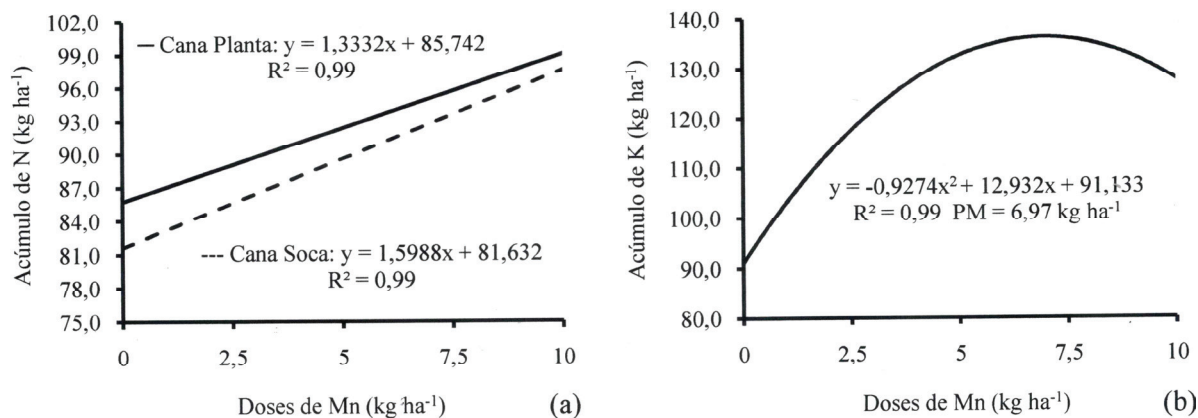 Acúmulo de N (kg ha⁻¹)
102,0
99,0
96,0
93,0
90,0
87,0
84,0
81,0
78,0
75,0
— Cana Planta: y = 1,3332x + 85,742
R² = 0,99
--- Cana Soca: y = 1,5988x + 81,632
R² = 0,99
0 2,5 5 7,5 10
Doses de Mn (kg ha⁻¹) (a)
Acúmulo de K (kg ha⁻¹)
140,0
130,0
120,0
110,0
100,0
90,0
80,0
y = -0,9274x² + 12,932x + 91,133
R² = 0,99 PM = 6,97 kg ha⁻¹
0 2,5 5 7,5 10
Doses de Mn (kg ha⁻¹) (b)